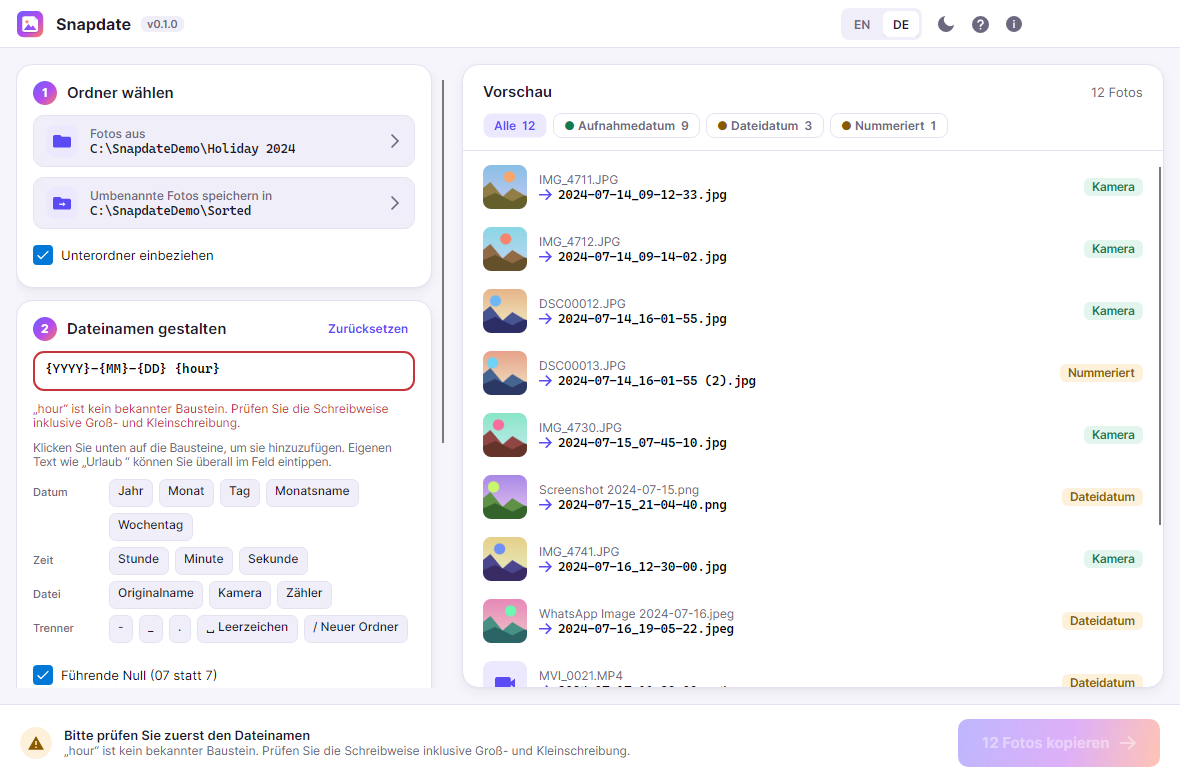 Snapdate v0.1.0
EN DE
1 Ordner wählen
Fotos aus
C:\SnapdateDemo\Holiday 2024
Umbenannte Fotos speichern in
C:\SnapdateDemo\Sorted
Unterordner einbeziehen
2 Dateinamen gestalten Zurücksetzen
{YYYY}-{MM}-{DD} {hour}
„hour“ ist kein bekannter Baustein. Prüfen Sie die Schreibweise
inklusive Groß- und Kleinschreibung.
Klicken Sie unten auf die Bausteine, um sie hinzuzufügen. Eigenen
Text wie „Urlaub “ können Sie überall im Feld eintippen.
Datum Jahr Monat Tag Monatsname
Wochentag
Zeit Stunde Minute Sekunde
Datei Originalname Kamera Zähler
Trenner - _ . ␣ Leerzeichen / Neuer Ordner
Führende Null (07 statt 7)
Vorschau 12 Fotos
Alle 12 Aufnahmedatum 9 Dateidatum 3 Nummeriert 1
IMG_4711.JPG
→ 2024-07-14_09-12-33.jpg Kamera
IMG_4712.JPG
→ 2024-07-14_09-14-02.jpg Kamera
DSC00012.JPG
→ 2024-07-14_16-01-55.jpg Kamera
DSC00013.JPG
→ 2024-07-14_16-01-55 (2).jpg Nummeriert
IMG_4730.JPG
→ 2024-07-15_07-45-10.jpg Kamera
Screenshot 2024-07-15.png
→ 2024-07-15_21-04-40.png Dateidatum
IMG_4741.JPG
→ 2024-07-16_12-30-00.jpg Kamera
WhatsApp Image 2024-07-16.jpeg
→ 2024-07-16_19-05-22.jpeg Dateidatum
MVI_0021.MP4
Dateidatum
Bitte prüfen Sie zuerst den Dateinamen
„hour“ ist kein bekannter Baustein. Prüfen Sie die Schreibweise inklusive Groß- und Kleinschreibung.
12 Fotos kopieren →